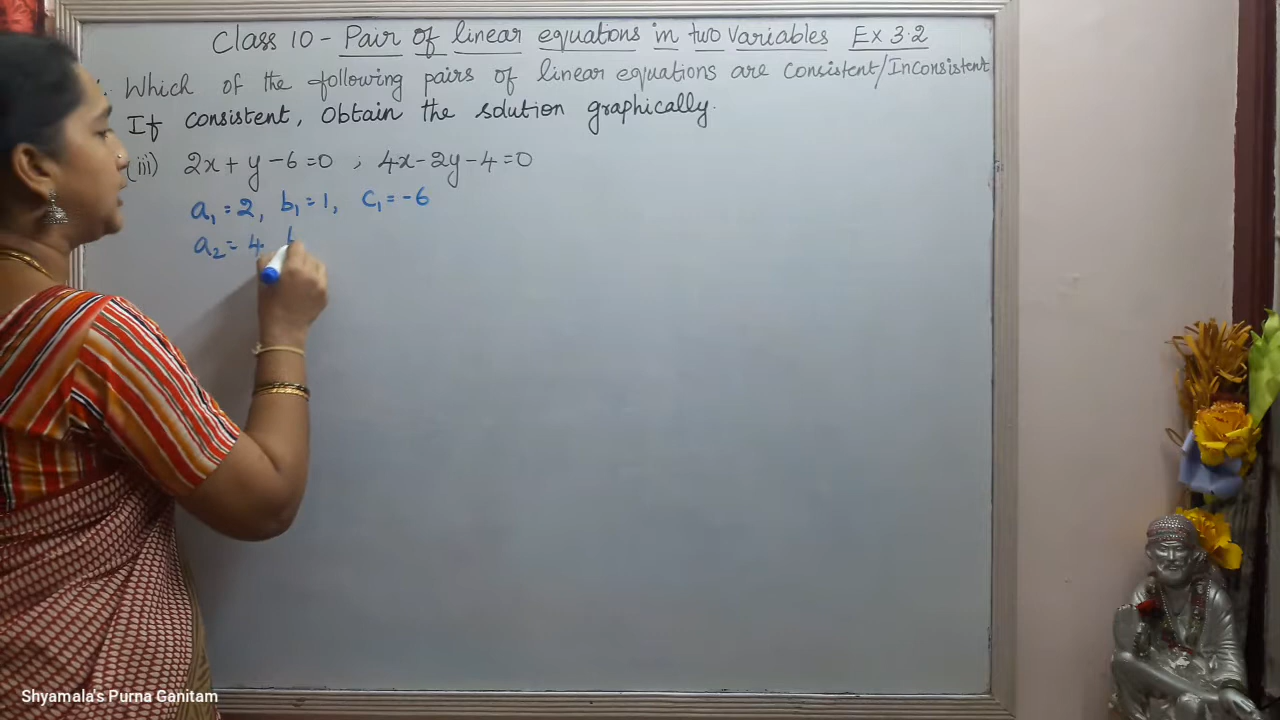 Class 10 - Pair of linear equations in two Variables Ex 3.2
Which of the following pairs of linear equations are Consistent/Inconsistent
If consistent, Obtain the solution graphically.
(iii) 2x + y - 6 = 0 ; 4x - 2y - 4 = 0
a₁ = 2, b₁ = 1, c₁ = -6
a₂ = 4
Shyamala's Purna Ganitam